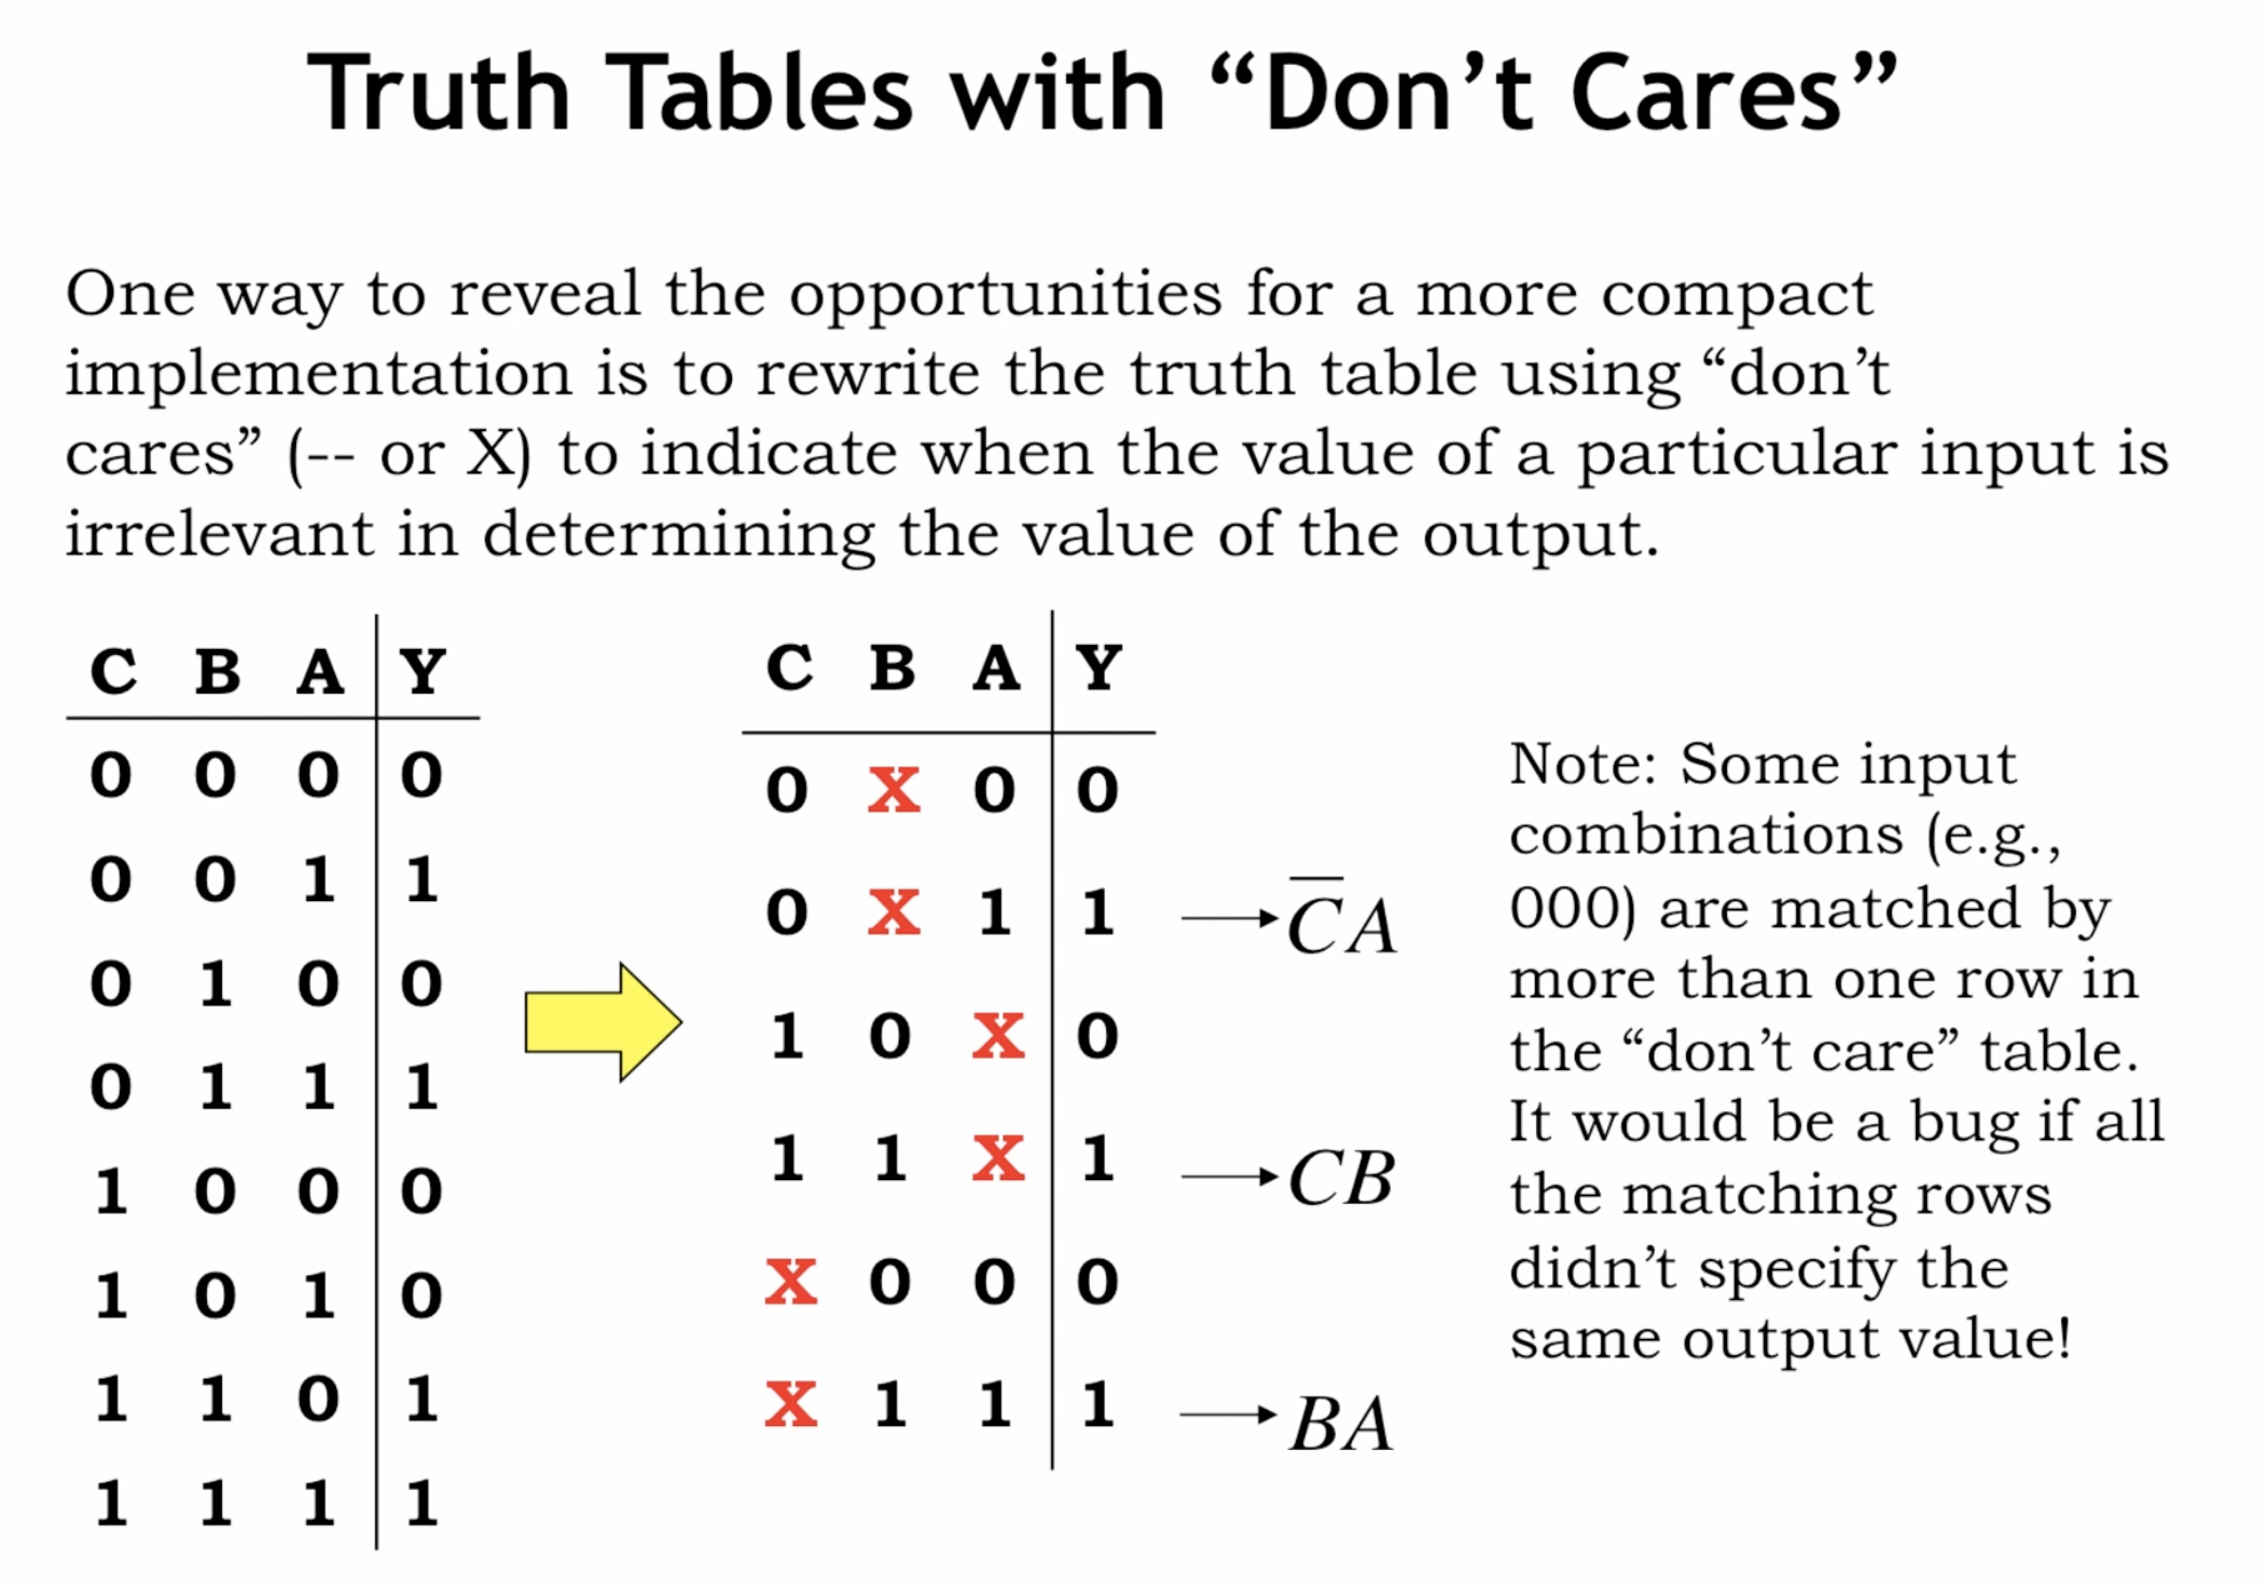 Truth Tables with “Don’t Cares”
One way to reveal the opportunities for a more compact
implementation is to rewrite the truth table using “don’t
cares” (-- or X) to indicate when the value of a particular input is
irrelevant in determining the value of the output.
C B A Y
0 0 0 0
0 0 1 1
0 1 0 0
0 1 1 1
1 0 0 0
1 0 1 0
1 1 0 1
1 1 1 1
C B A Y
0 X 0 0
0 X 1 1 → C̅A
1 0 X 0
1 1 X 1 → CB
X 0 0 0
X 1 1 1 → BA
Note: Some input
combinations (e.g.,
000) are matched by
more than one row in
the “don’t care” table.
It would be a bug if all
the matching rows
didn’t specify the
same output value!